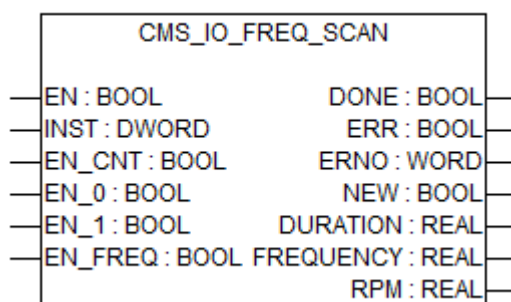 CMS_IO_FREQ_SCAN
EN : BOOL DONE : BOOL
INST : DWORD ERR : BOOL
EN_CNT : BOOL ERNO : WORD
EN_0 : BOOL NEW : BOOL
EN_1 : BOOL DURATION : REAL
EN_FREQ : BOOL FREQUENCY : REAL
RPM : REAL